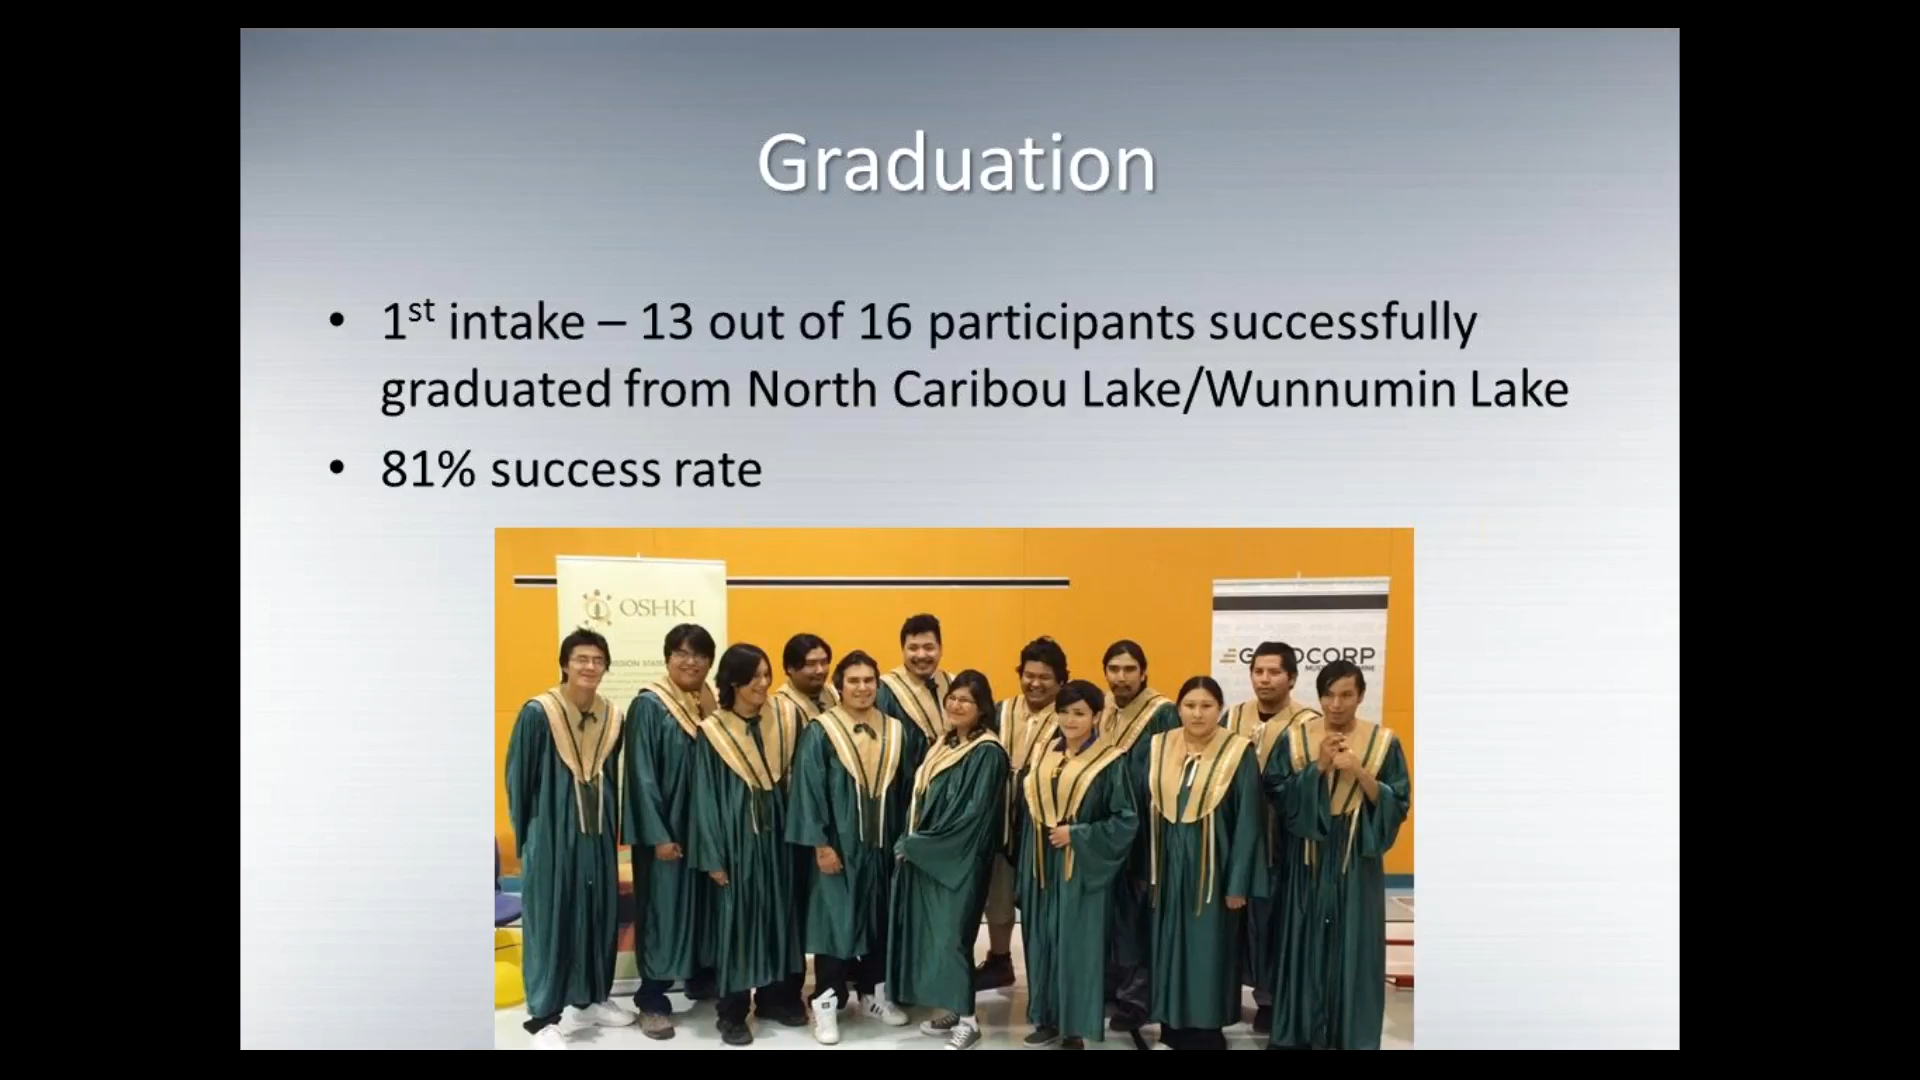 Graduation
• 1st intake – 13 out of 16 participants successfully
graduated from North Caribou Lake/Wunnumin Lake
• 81% success rate
OSHKI